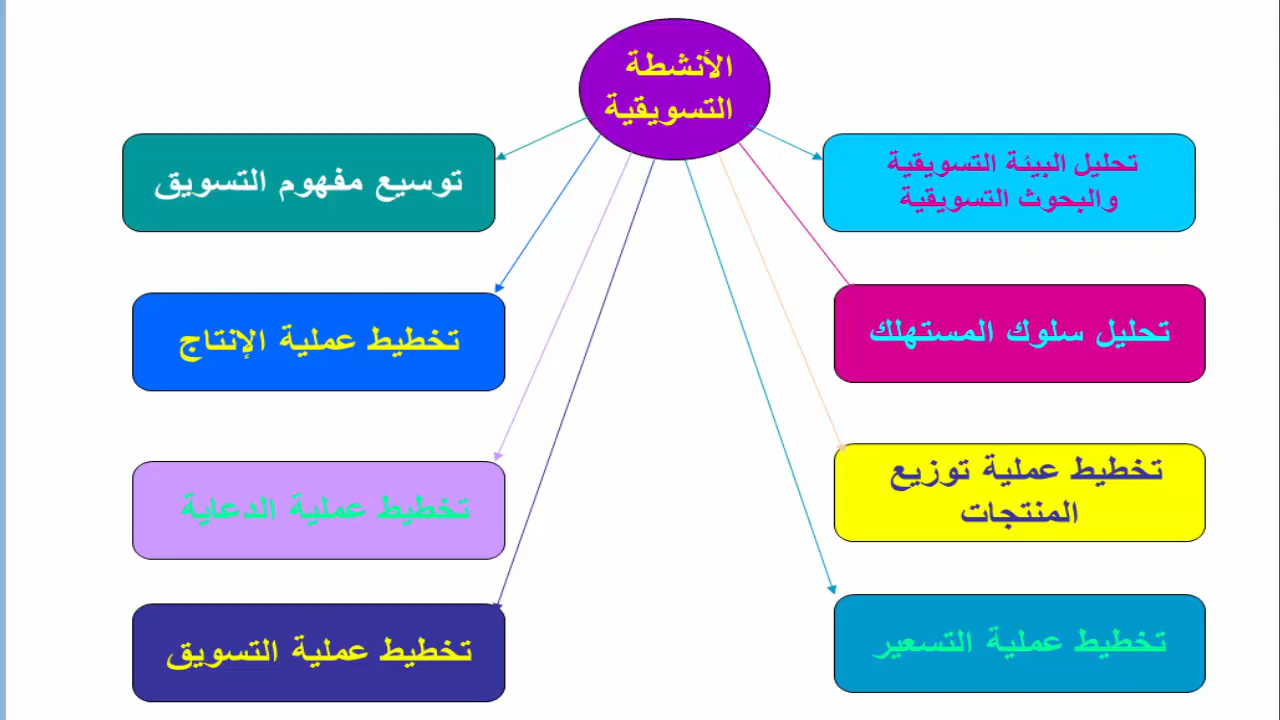 الأنشطة
التسويقية
تحليل البيئة التسويقية
والبحوث التسويقية
توسيع مفهوم التسويق
تحليل سلوك المستهلك
تخطيط عملية الإنتاج
تخطيط عملية توزيع
المنتجات
تخطيط عملية الدعاية
تخطيط عملية التسعير
تخطيط عملية التسويق